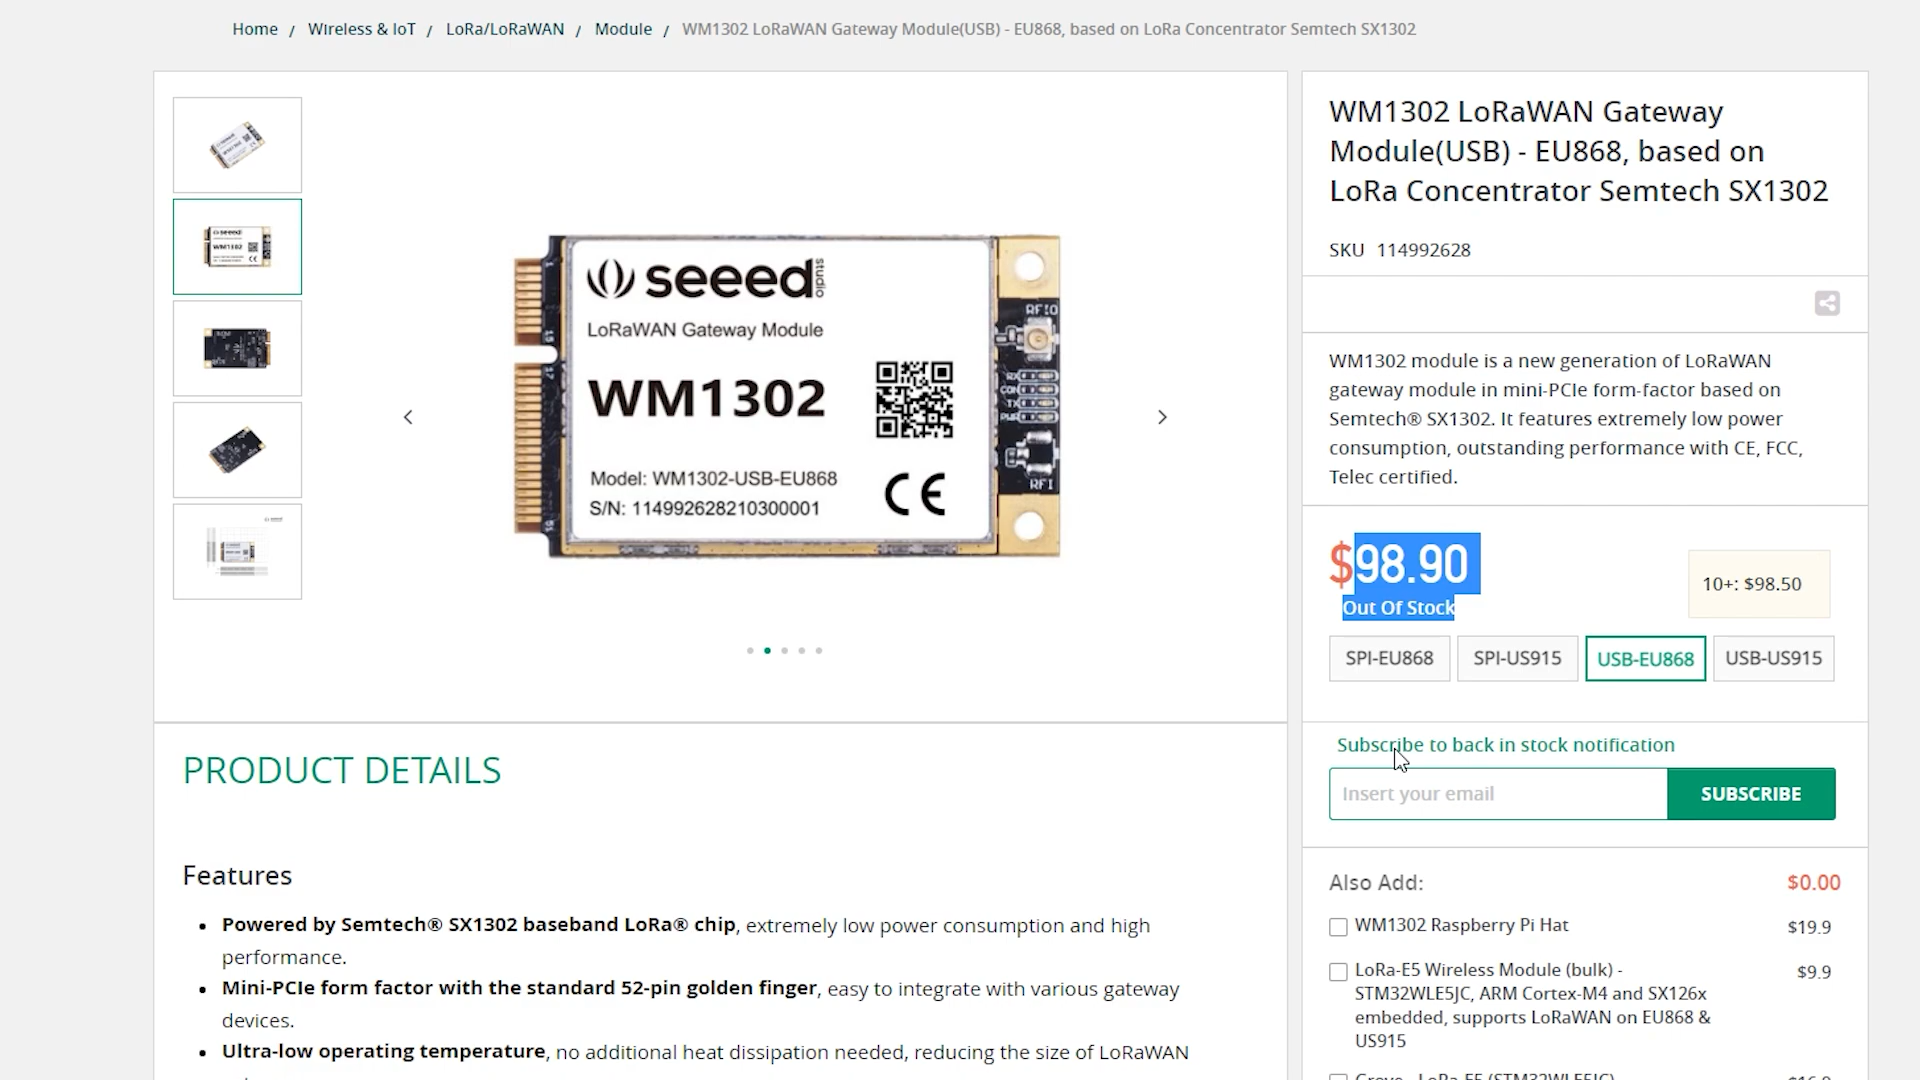 Home / Wireless & IoT / LoRa/LoRaWAN / Module / WM1302 LoRaWAN Gateway Module(USB) - EU868, based on LoRa Concentrator Semtech SX1302
seeed studio
LoRaWAN Gateway Module
WM1302
Model: WM1302-USB-EU868
S/N: 114992628210300001
CE
RFIO
RX
CON
TX
PWR
RFI
WM1302 LoRaWAN Gateway
Module(USB) - EU868, based on
LoRa Concentrator Semtech SX1302
SKU 114992628
WM1302 module is a new generation of LoRaWAN
gateway module in mini-PCIe form-factor based on
Semtech® SX1302. It features extremely low power
consumption, outstanding performance with CE, FCC,
Telec certified.
$98.90
Out Of Stock
10+: $98.50
SPI-EU868 SPI-US915 USB-EU868 USB-US915
Subscribe to back in stock notification
Insert your email SUBSCRIBE
Also Add: $0.00
WM1302 Raspberry Pi Hat $19.9
LoRa-E5 Wireless Module (bulk) - $9.9
STM32WLE5JC, ARM Cortex-M4 and SX126x
embedded, supports LoRaWAN on EU868 &
US915
PRODUCT DETAILS
Features
• Powered by Semtech® SX1302 baseband LoRa® chip, extremely low power consumption and high
performance.
• Mini-PCIe form factor with the standard 52-pin golden finger, easy to integrate with various gateway
devices.
• Ultra-low operating temperature, no additional heat dissipation needed, reducing the size of LoRaWAN